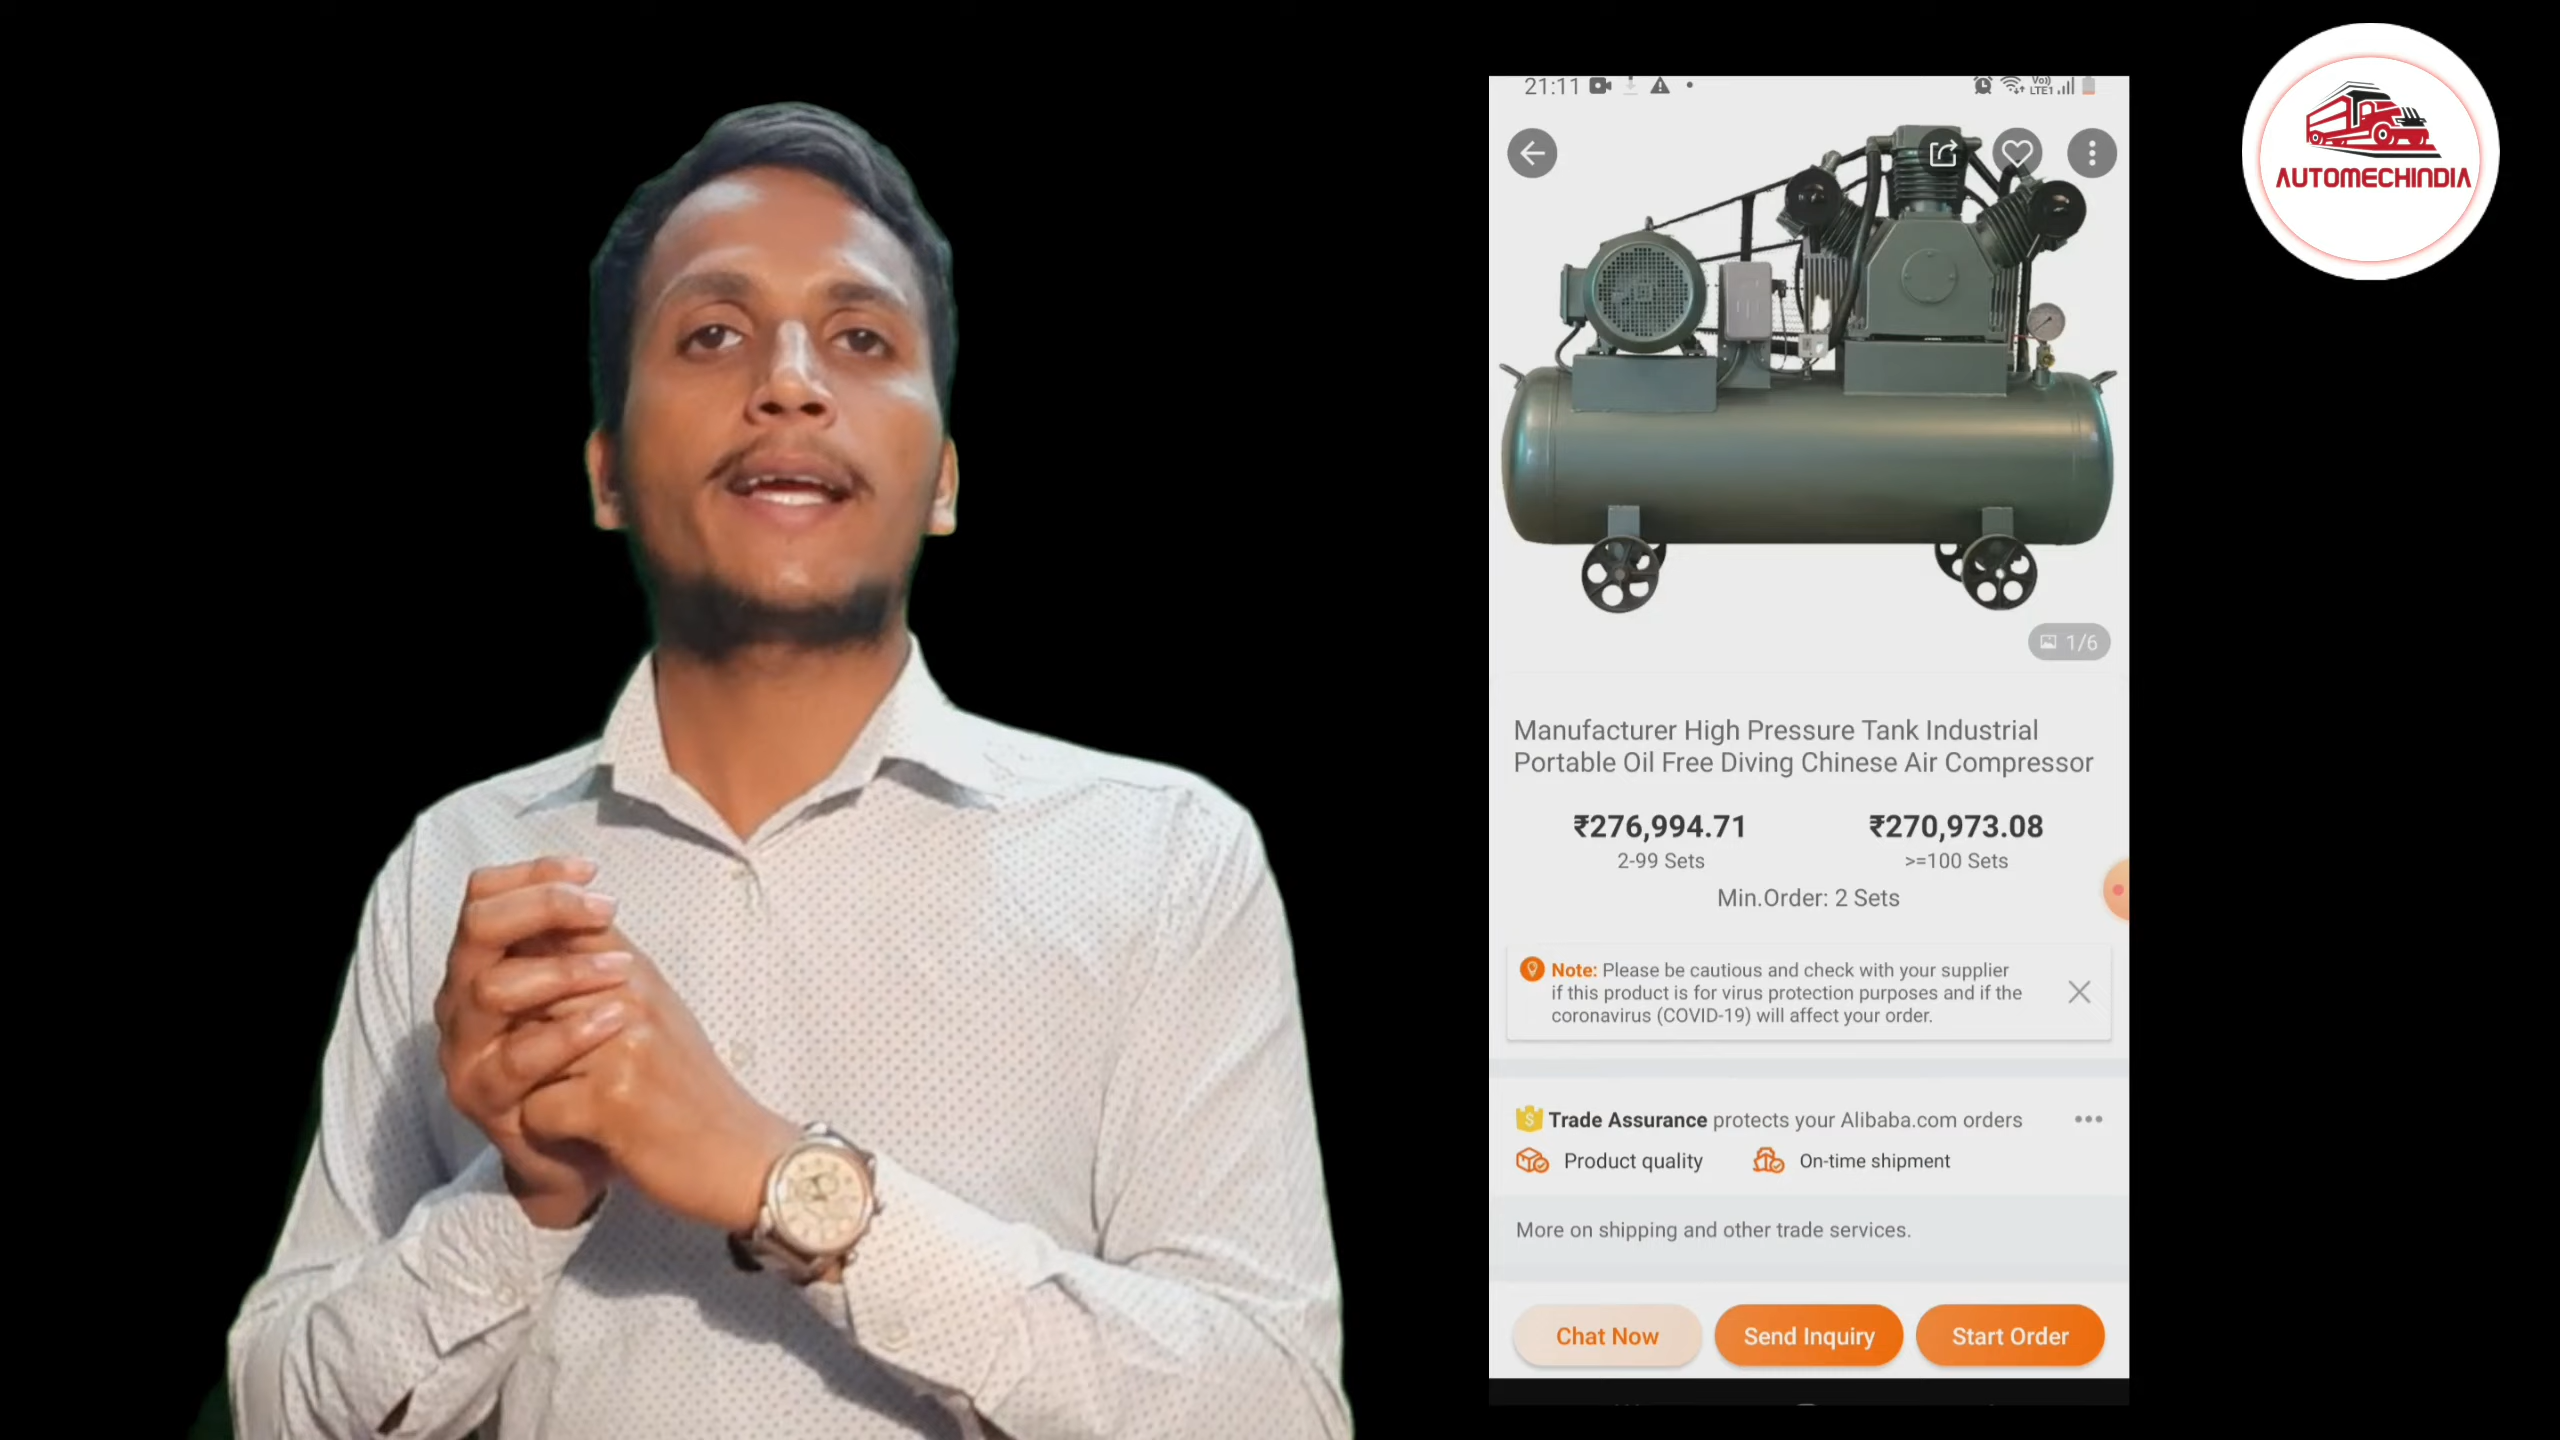 21:11
Vo))
LTE1
AUTOMECHINDIA
1/6
Manufacturer High Pressure Tank Industrial
Portable Oil Free Diving Chinese Air Compressor
₹276,994.71 ₹270,973.08
2-99 Sets >=100 Sets
Min.Order: 2 Sets
Note: Please be cautious and check with your supplier
if this product is for virus protection purposes and if the
coronavirus (COVID-19) will affect your order.
Trade Assurance protects your Alibaba.com orders
Product quality On-time shipment
More on shipping and other trade services.
Chat Now Send Inquiry Start Order